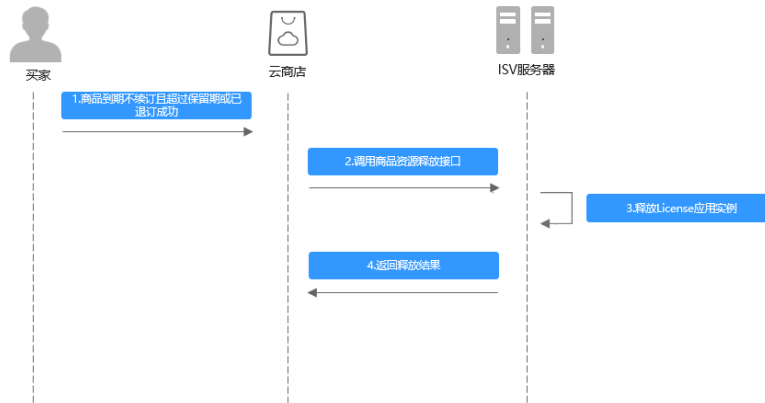 买家
云商店
ISV服务器
1.商品到期不续订且超过保留期或已
退订成功
2.调用商品资源释放接口
3.释放License应用实例
4.返回释放结果